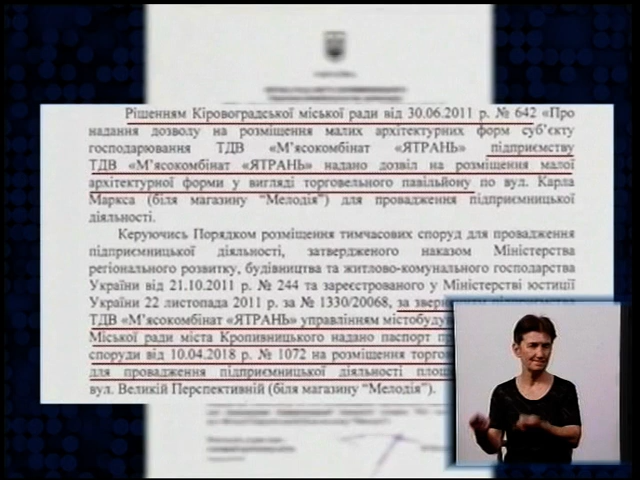 Рішенням Кіровоградської міської ради від 30.06.2011 р. № 642 «Про
надання дозволу на розміщення малих архітектурних форм суб'єкту
господарювання ТДВ «М'ясокомбінат «ЯТРАНЬ» підприємству
ТДВ «М'ясокомбінат «ЯТРАНЬ» надано дозвіл на розміщення малої
архітектурної форми у вигляді торговельного павільйону по вул. Карла
Маркса (біля магазину "Мелодія") для провадження підприємницької
діяльності.
Керуючись Порядком розміщення тимчасових споруд для провадження
підприємницької діяльності, затвердженого наказом Міністерства
регіонального розвитку, будівництва та житлово-комунального господарства
України від 21.10.2011 р. № 244 та зареєстрованого у Міністерстві юстиції
України 22 листопада 2011 р. за № 1330/20068, за
ТДВ «М'ясокомбінат «ЯТРАНЬ» управлінням
Міської ради міста Кропивницького надано паспорт
споруди від 10.04.2018 р. № 1072 на розміщення
для провадження підприємницької діяльності
вул. Великій Перспективній (біля магазину "Мелодія").